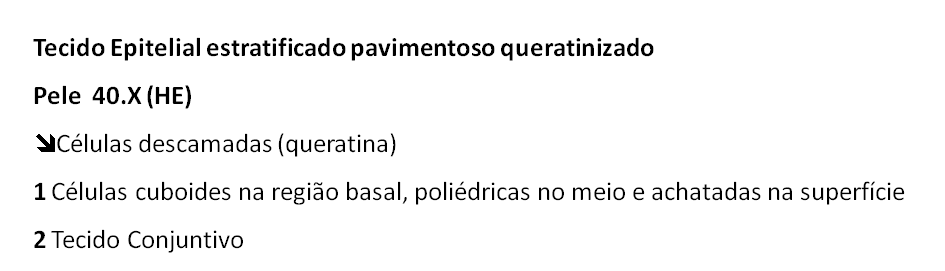 Tecido Epitelial estratificado pavimentoso queratinizado
Pele 40.X (HE)
➘Células descamadas (queratina)
1 Células cuboides na região basal, poliédricas no meio e achatadas na superfície
2 Tecido Conjuntivo